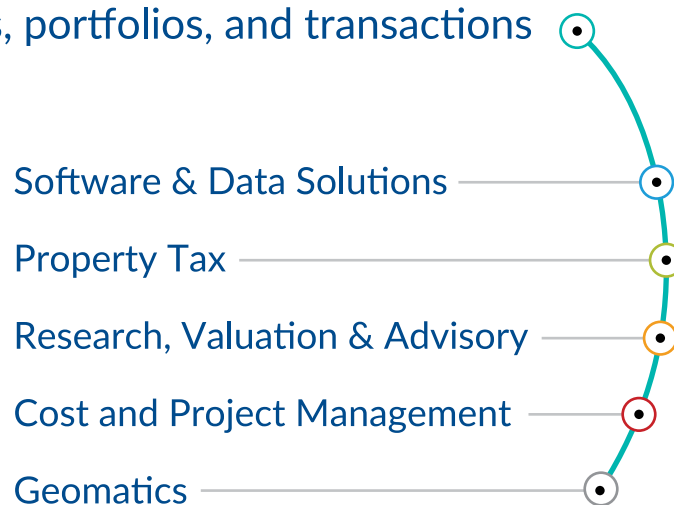 , portfolios, and transactions
Software & Data Solutions
Property Tax
Research, Valuation & Advisory
Cost and Project Management
Geomatics